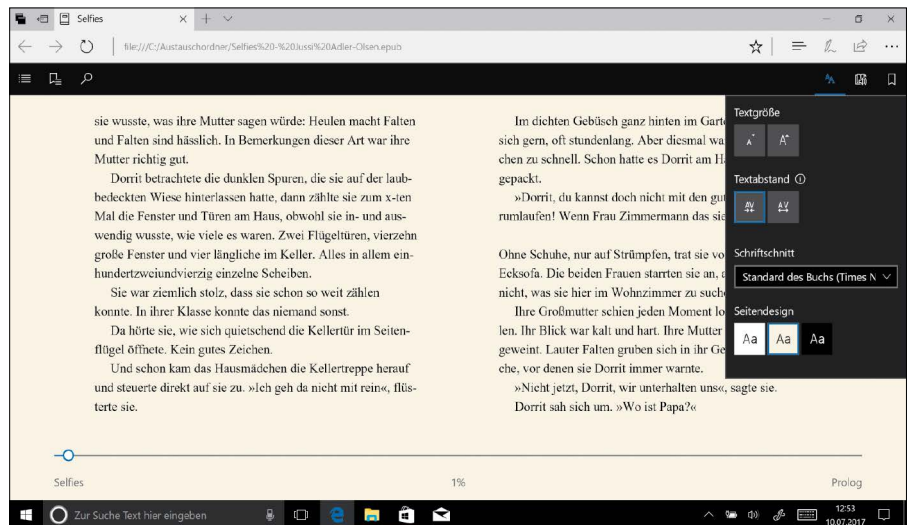 Selfies
file:///C:/Austauschordner/Selfies%20-%20Jussi%20Adler-Olsen.epub
sie wusste, was ihre Mutter sagen würde: Heulen macht Falten
und Falten sind hässlich. In Bemerkungen dieser Art war ihre
Mutter richtig gut.
Dorrit betrachtete die dunklen Spuren, die sie auf der laub-
bedeckten Wiese hinterlassen hatte, dann zählte sie zum x-ten
Mal die Fenster und Türen am Haus, obwohl sie in- und aus-
wendig wusste, wie viele es waren. Zwei Flügeltüren, vierzehn
große Fenster und vier längliche im Keller. Alles in allem ein-
hundertzweiundvierzig einzelne Scheiben.
Sie war ziemlich stolz, dass sie schon so weit zählen
konnte. In ihrer Klasse konnte das niemand sonst.
Da hörte sie, wie sich quietschend die Kellertür im Seiten-
flügel öffnete. Kein gutes Zeichen.
Und schon kam das Hausmädchen die Kellertreppe herauf
und steuerte direkt auf sie zu. »Ich geh da nicht mit rein«, flüs-
terte sie.
Im dichten Gebüsch ganz hinten im Gart
sich gern, oft stundenlang. Aber diesmal wa
chen zu schnell. Schon hatte es Dorrit am H
gepackt.
»Dorrit, du kannst doch nicht mit den gut
rumlaufen! Wenn Frau Zimmermann das sie
Ohne Schuhe, nur auf Strümpfen, trat sie vo
Ecksofa. Die beiden Frauen starrten sie an,
nicht, was sie hier im Wohnzimmer zu such
Ihre Großmutter schien jeden Moment lo
len. Ihr Blick war kalt und hart. Ihre Mutter
geweint. Lauter Falten gruben sich in ihr Ge
che, vor denen sie Dorrit immer warnte.
»Nicht jetzt, Dorrit, wir unterhalten uns«, sagte sie.
Dorrit sah sich um. »Wo ist Papa?«
Textgröße
A A
Textabstand
AV AV
Schriftschnitt
Standard des Buchs (Times N
Seitendesign
Aa Aa Aa
Selfies 1% Prolog
Zur Suche Text hier eingeben
12:53
10.07.2017